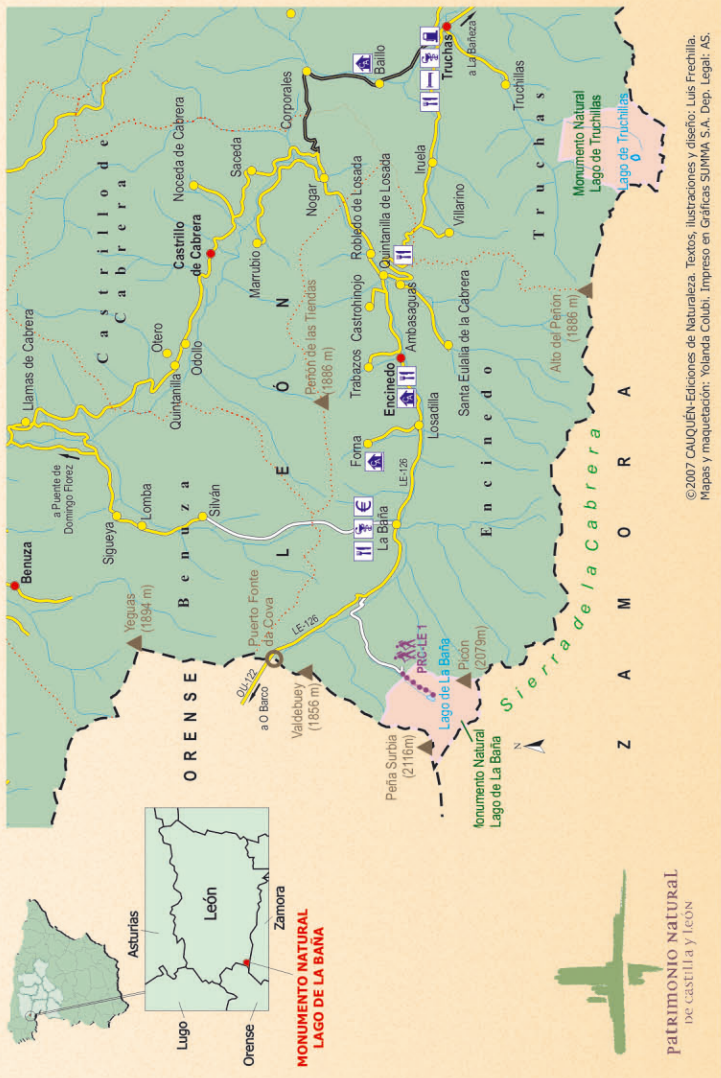 Asturias
León
Lugo
Orense
Zamora
MONUMENTO NATURAL
LAGO DE LA BAÑA
PATRIMONIO NATURAL
DE CASTILLA Y LEÓN
ORENSE
Benuza
Yeguas
(1894 m)
Llamas de Cabrera
a Puente de
Domingo Florez
Sigueya
Lomba
Silván
Benuza
Castrillo de
Cabrera
Otero
Quintanilla
Odollo
Castrillo
de Cabrera
Noceda de Cabrera
Saceda
Marrubio
Nogar
Corporales
Baillo
Truchas
a La Bañeza
Truchillas
Iruela
Villarino
Robledo de Losada
Quintanilla de Losada
Ambasaguas
Santa Eulalia de la Cabrera
Castrohinojo
Trabazos
Encinedo
Forna
Losadilla
LE-126
La Baña
LE-126
Puerto Fonte
da Cova
OU-122
a O Barco
Valdebuey
(1856 m)
Peñón de las Tiendas
(1886 m)
LEÓN
PRC-LE 1
Lago de La Baña
Picón
(2079m)
Peña Surbia
(2116m)
Monumento Natural
Lago de La Baña
N
Encinedo
Truchas
Alto del Peñón
(1886 m)
Monumento Natural
Lago de Truchillas
Lago de Truchillas
Sierra de la Cabrera
ZAMORA
©2007 CAUQUÉN-Ediciones de Naturaleza. Textos, ilustraciones y diseño: Luis Frechilla.
Mapas y maquetación: Yolanda Colubi. Impreso en Gráficas SUMMA S.A. Dep. Legal: AS.